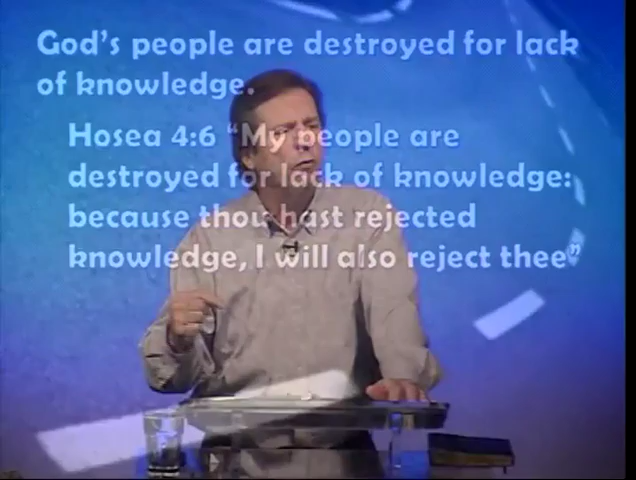 God's people are destroyed for lack
of knowledge.
Hosea 4:6 "My people are
destroyed for lack of knowledge:
because thou hast rejected
knowledge, I will also reject thee"